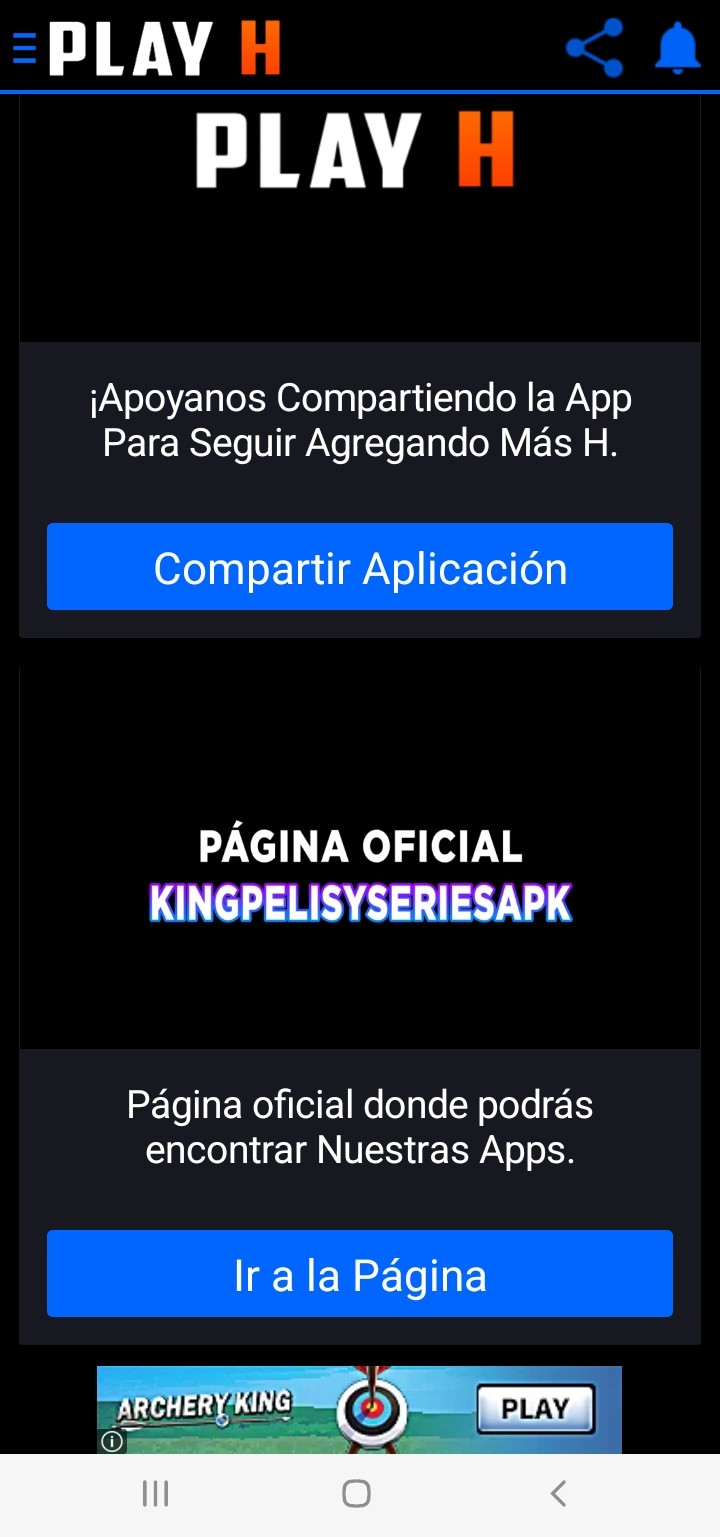 PLAY H
PLAY H
¡Apoyanos Compartiendo la App
Para Seguir Agregando Más H.
Compartir Aplicación
PÁGINA OFICIAL
KINGPELISYSERIESAPK
Página oficial donde podrás
encontrar Nuestras Apps.
Ir a la Página
ARCHERY KING
PLAY